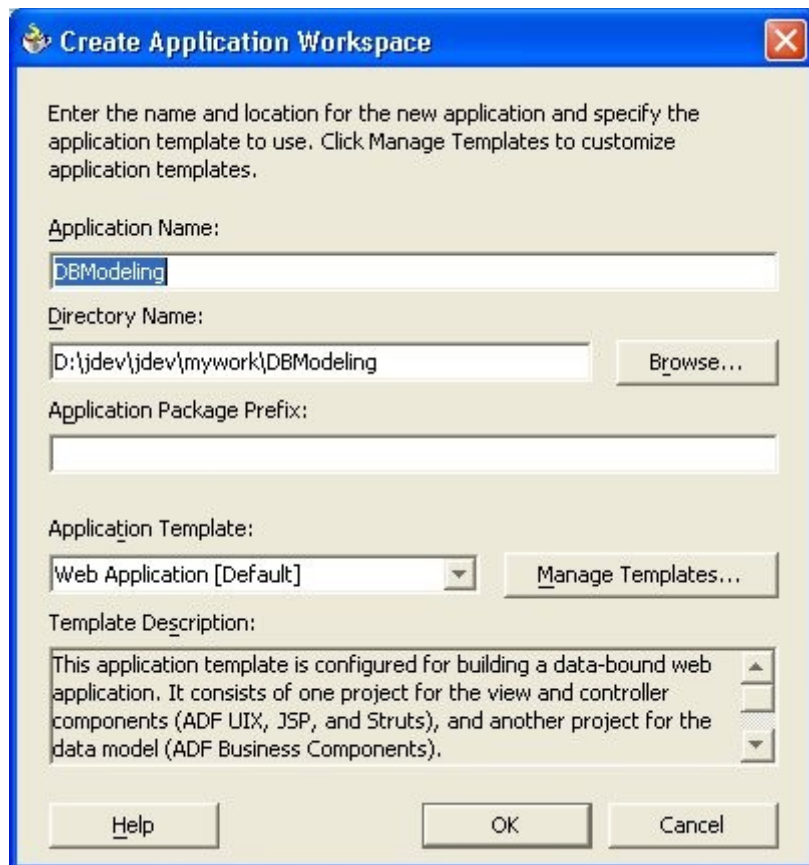 Create Application Workspace
Enter the name and location for the new application and specify the
application template to use. Click Manage Templates to customize
application templates.
Application Name:
DBModeling
Directory Name:
D:\jdev\jdev\mywork\DBModeling
Browse...
Application Package Prefix:
Application Template:
Web Application [Default]
Manage Templates...
Template Description:
This application template is configured for building a data-bound web
application. It consists of one project for the view and controller
components (ADF UIX, JSP, and Struts), and another project for the
data model (ADF Business Components).
Help
OK
Cancel